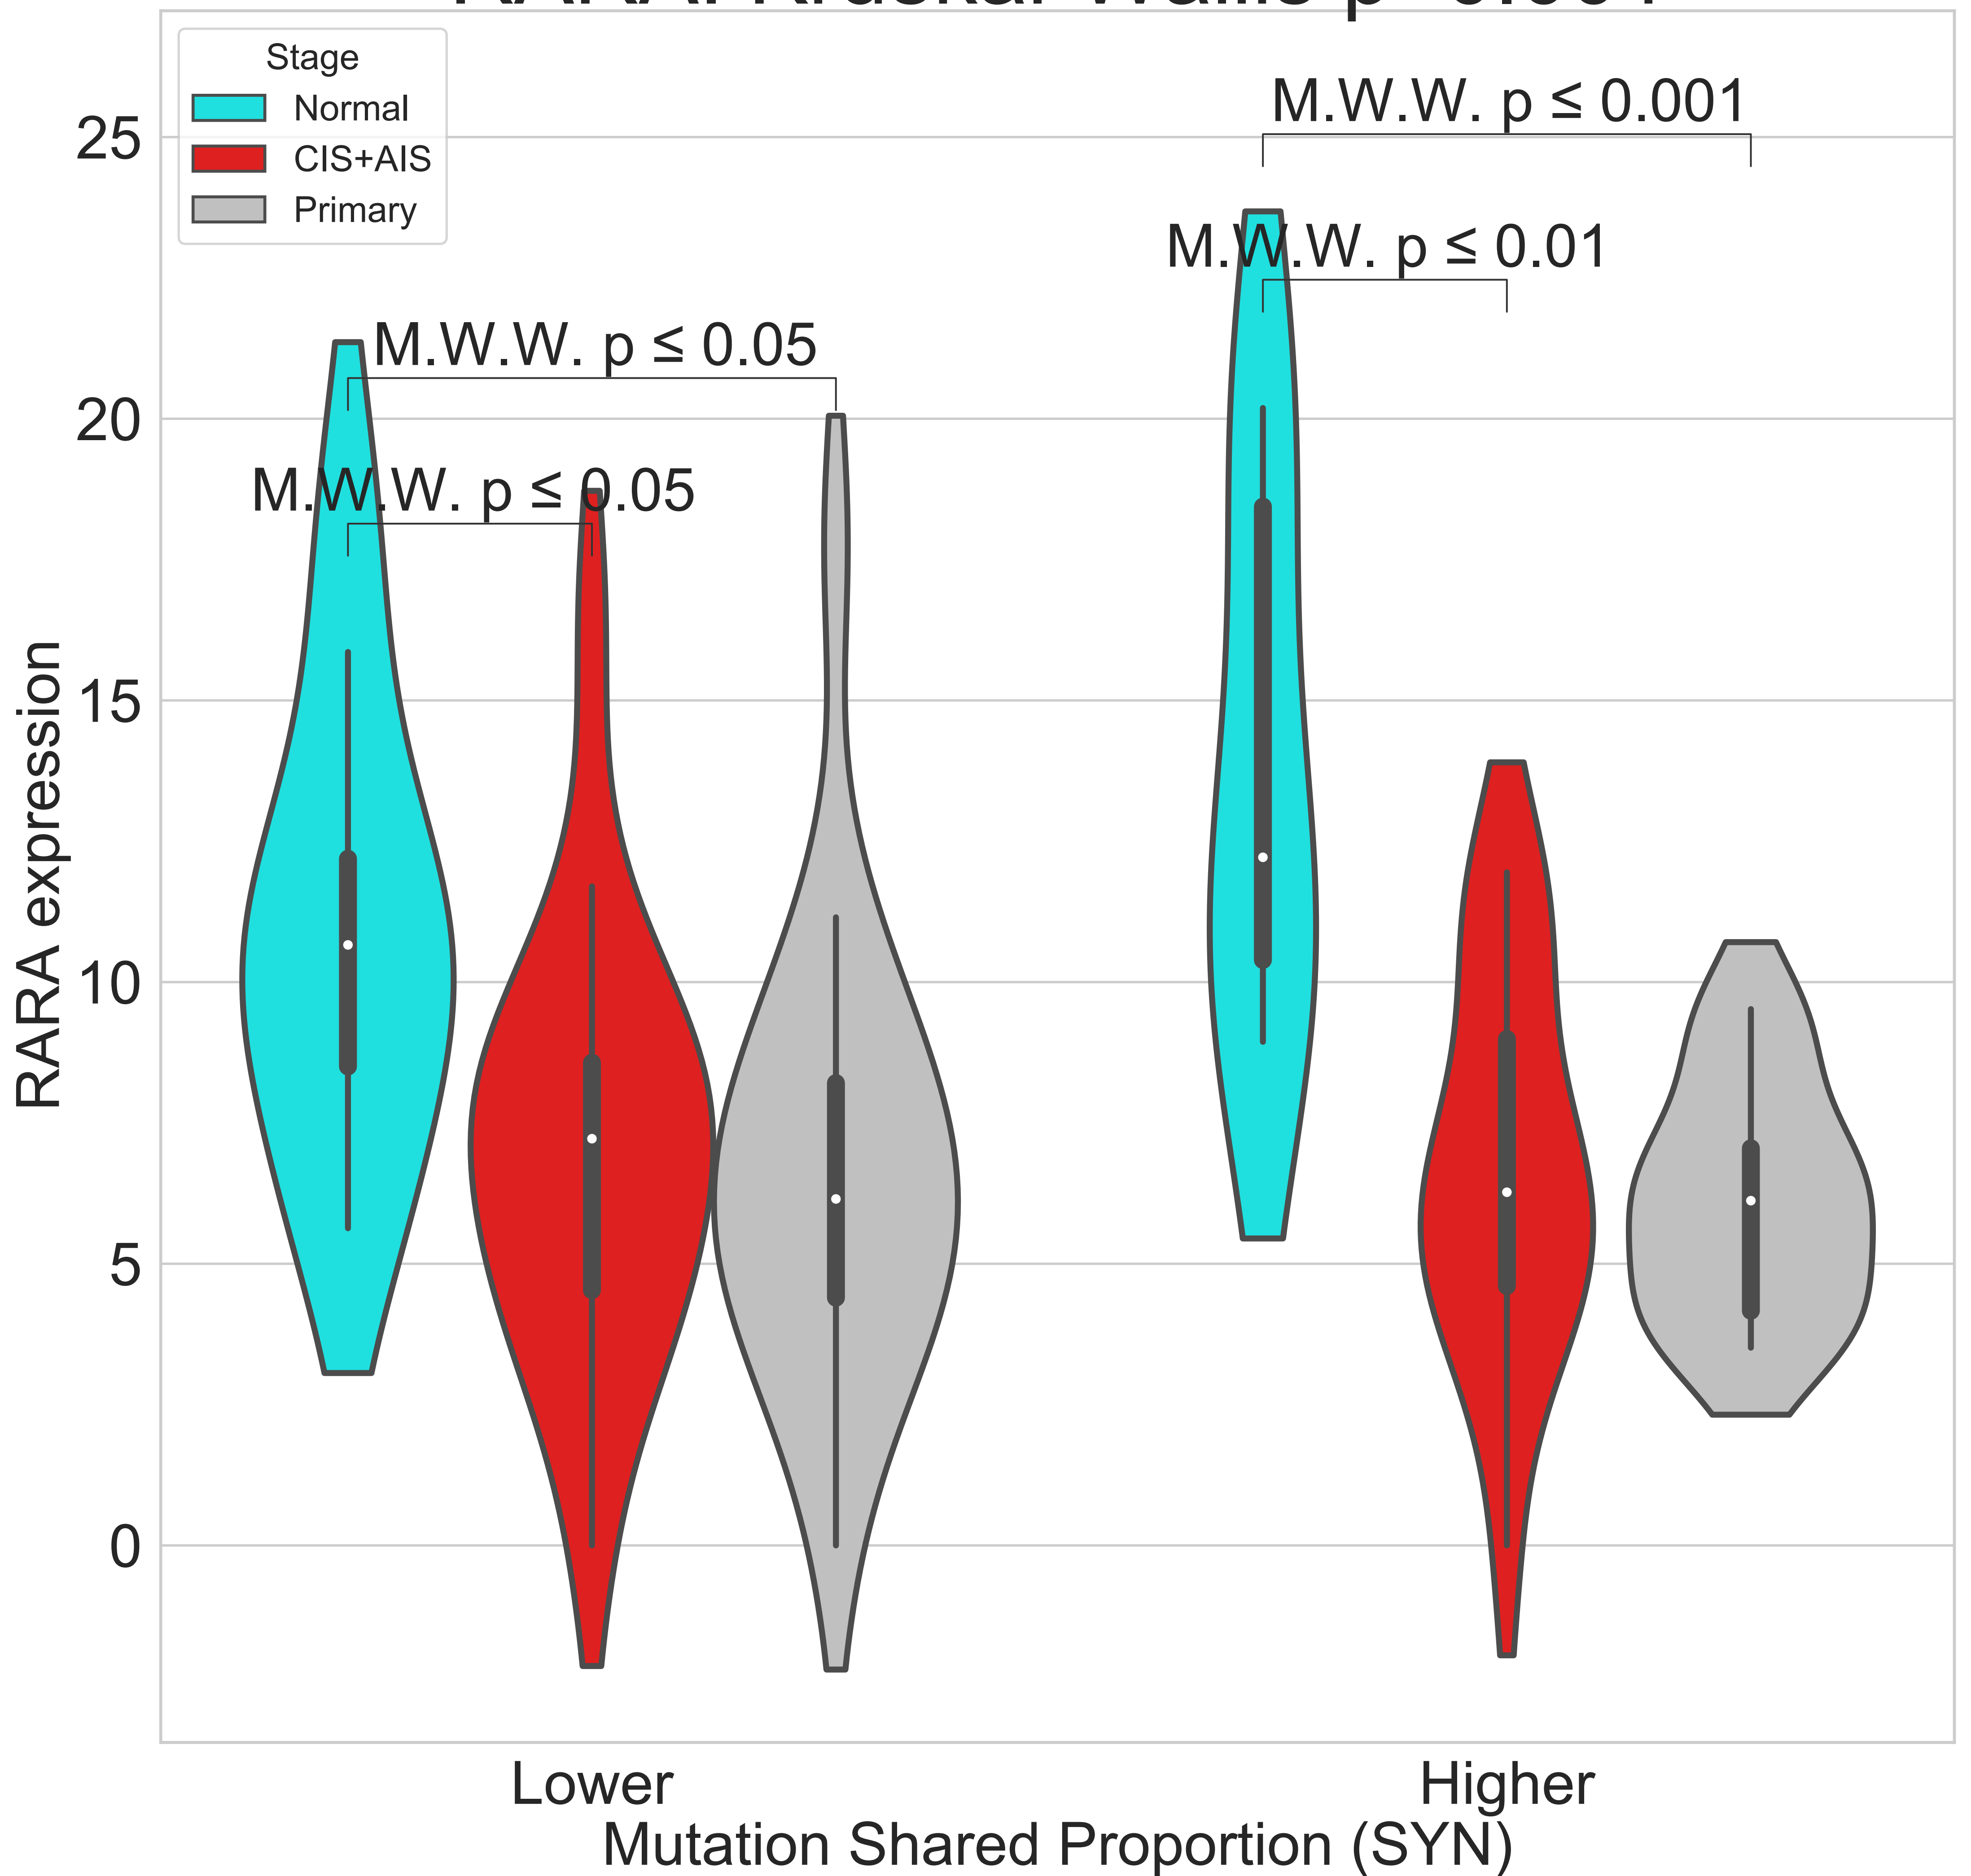 Stage
Normal
CIS+AIS
Primary
M.W.W. p ≤ 0.001
M.W.W. p ≤ 0.01
M.W.W. p ≤ 0.05
M.W.W. p ≤ 0.05
25
20
15
10
5
0
RARA expression
Lower
Higher
Mutation Shared Proportion (SYN)